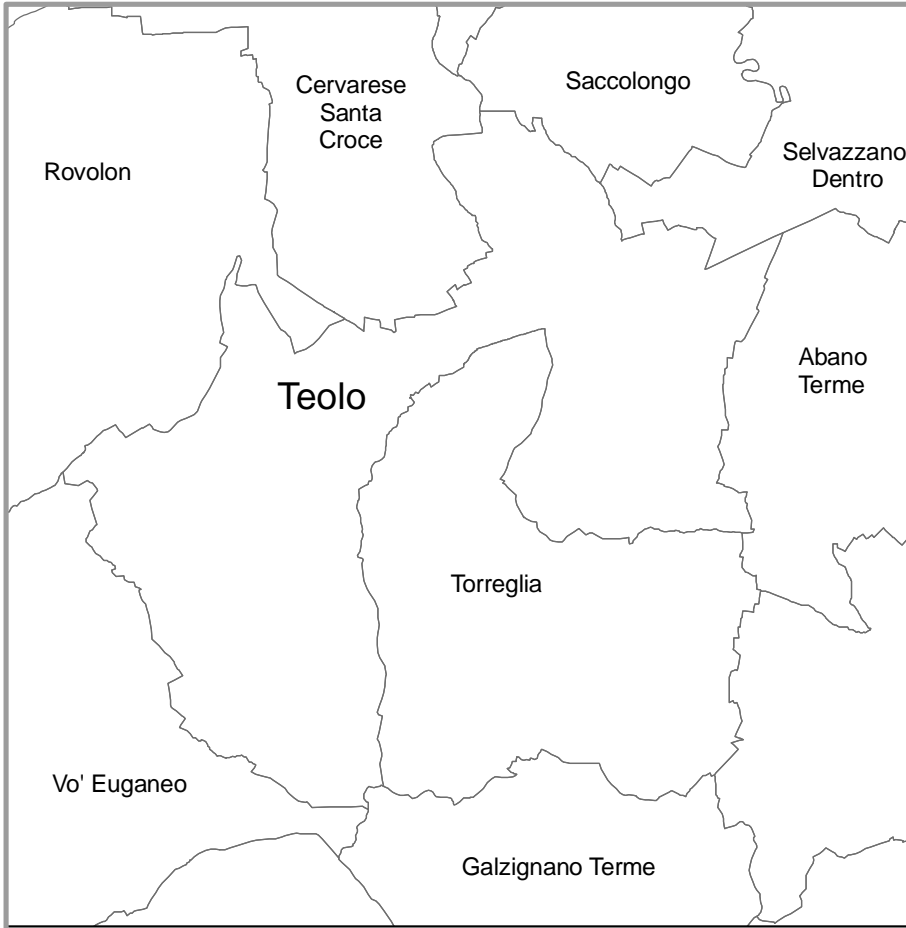 Cervarese
Santa
Croce
Saccolongo
Rovolon
Selvazzano
Dentro
Abano
Terme
Teolo
Torreglia
Vo' Euganeo
Galzignano Terme